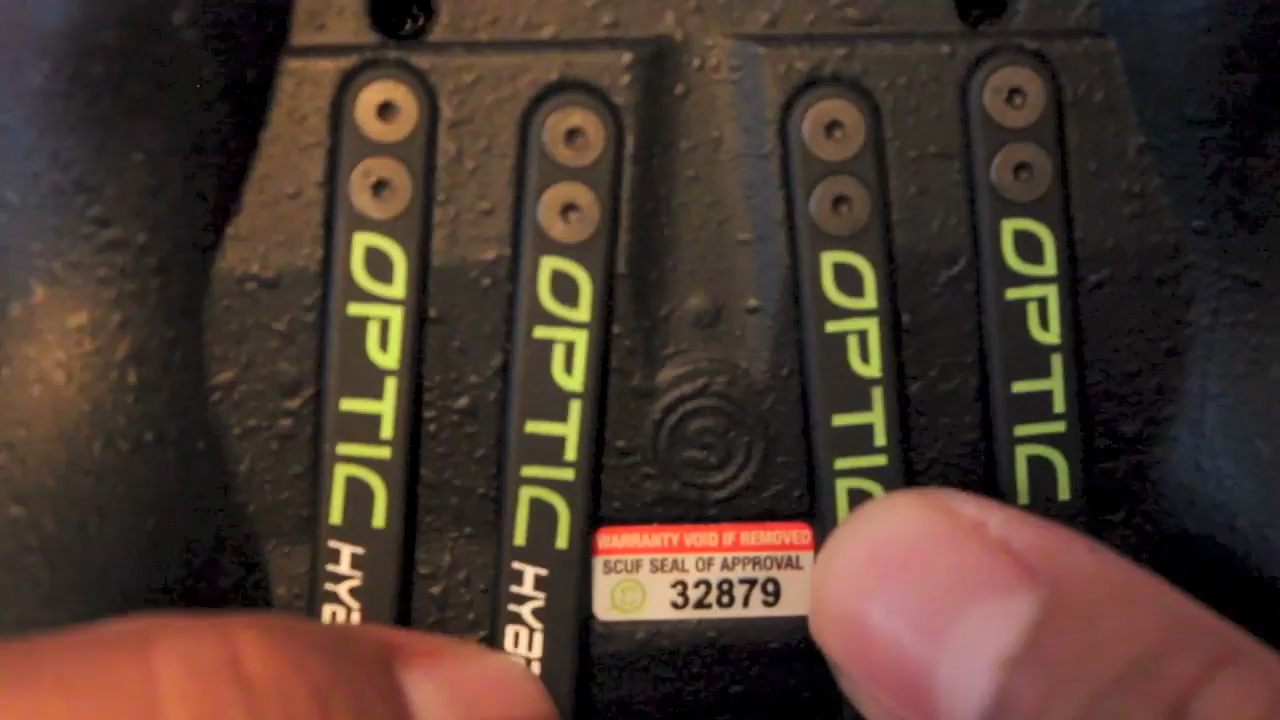 OPTIC
OPTIC
OPTIC
OPTIC
WARRANTY VOID IF REMOVED
SCUF SEAL OF APPROVAL
32879